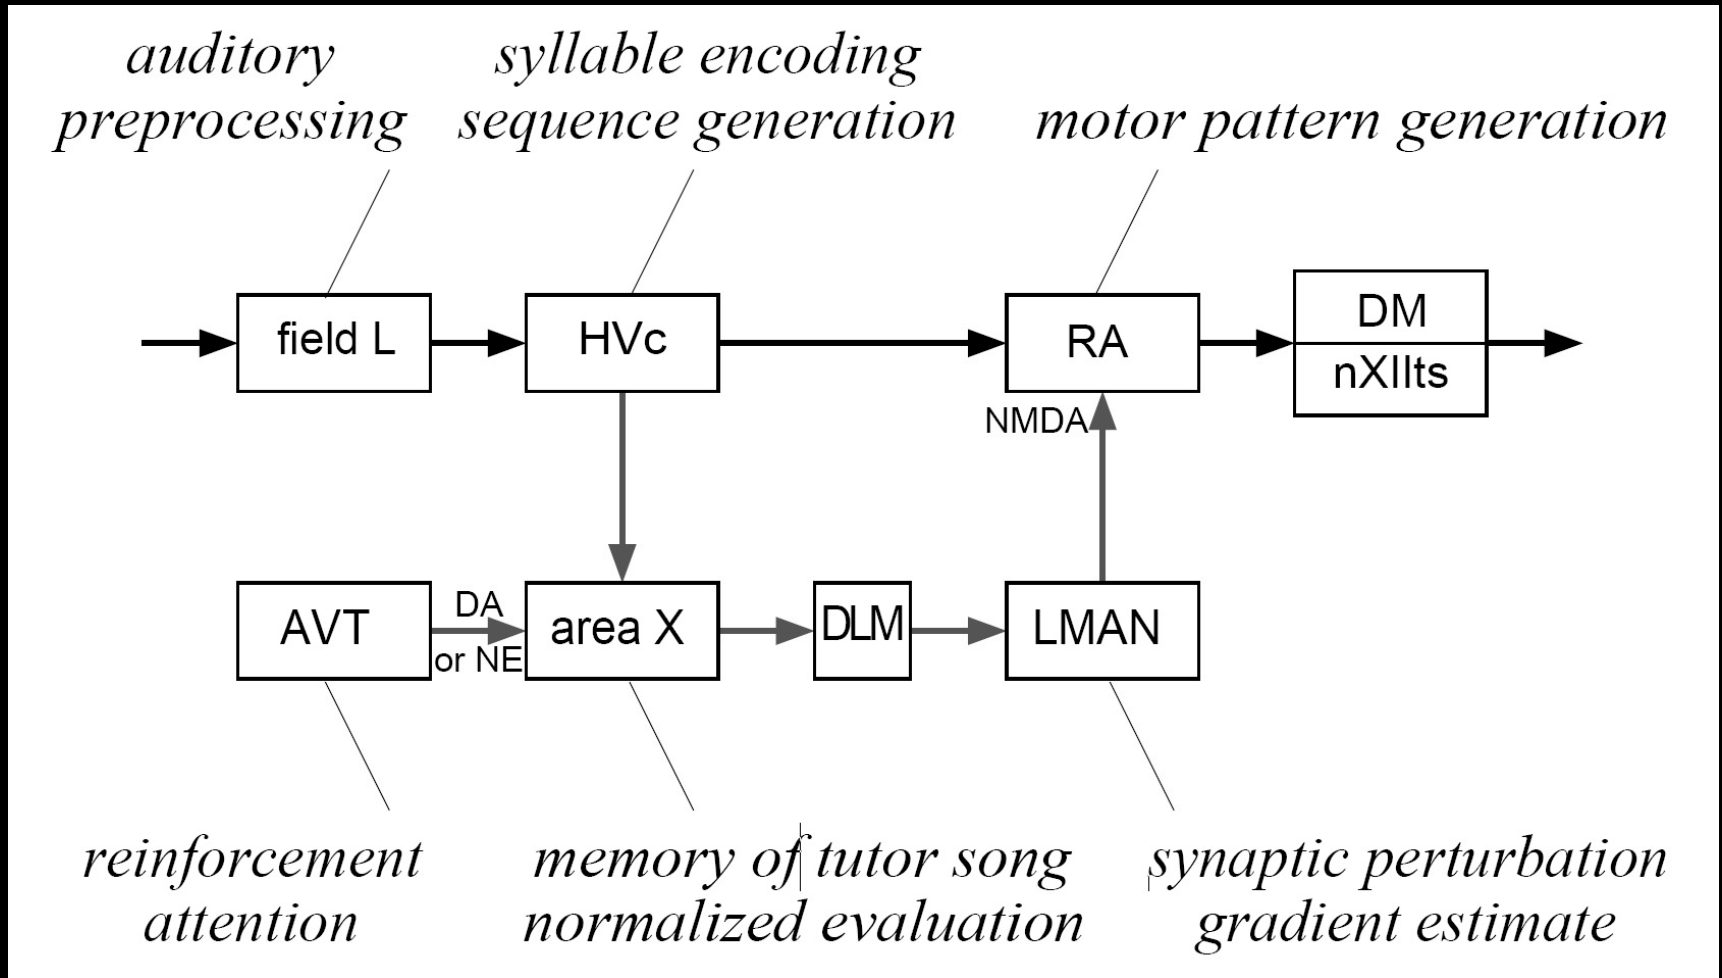 auditory
preprocessing
syllable encoding
sequence generation
motor pattern generation
field L
HVc
RA
DM
nXIIts
NMDA
AVT
DA
or NE
area X
DLM
LMAN
reinforcement
attention
memory of tutor song
normalized evaluation
synaptic perturbation
gradient estimate